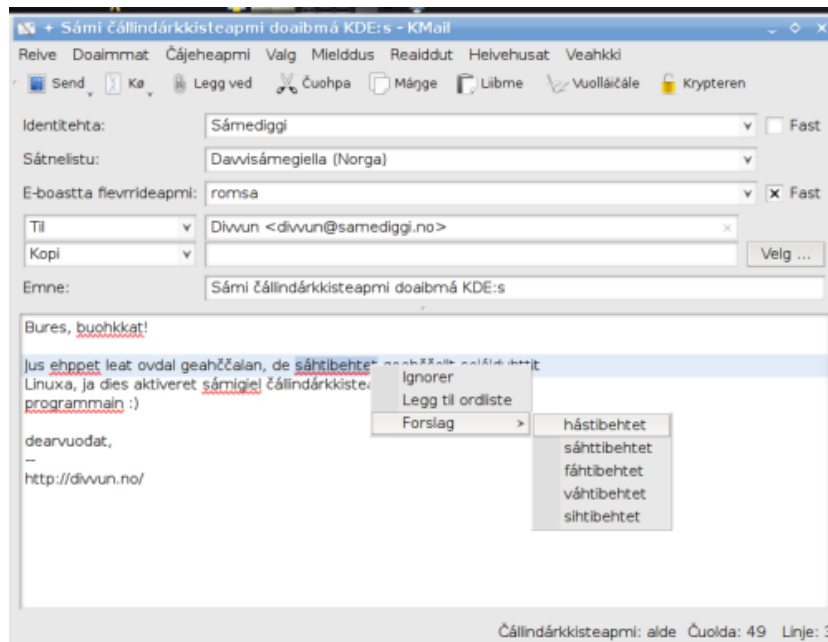 + Sámi čállindárkkisteapmi doaibmá KDE:s - KMail
Reive Doaimmat Čájeheapmi Valg Mielddus Reaiddut Heivehusat Veahkki
Send Kø Legg ved Čuohpa Máŋge Liibme Vuolláičále Krypteren
Identitehta: Sámediggi Fast
Sátnelistu: Davvisámegiella (Norga)
E-boastta fievrrideapmi: romsa Fast
Til Divvun <divvun@samediggi.no>
Kopi Velg ...
Emne: Sámi čállindárkkisteapmi doaibmá KDE:s
Bures, buohkkat!
Jus ehppet leat ovdal geahččalan, de sáhtibehtet
Linuxa, ja dies aktiveret sámigiel
programmain :)
dearvuođat,
--
http://divvun.no/
Ignorer
Legg til ordliste
Forslag >
hástibehtet
sáhttibehtet
fáhtibehtet
váhtibehtet
sihtibehtet
Čállindárkkisteapmi: alde Čuolda: 49 Linje: